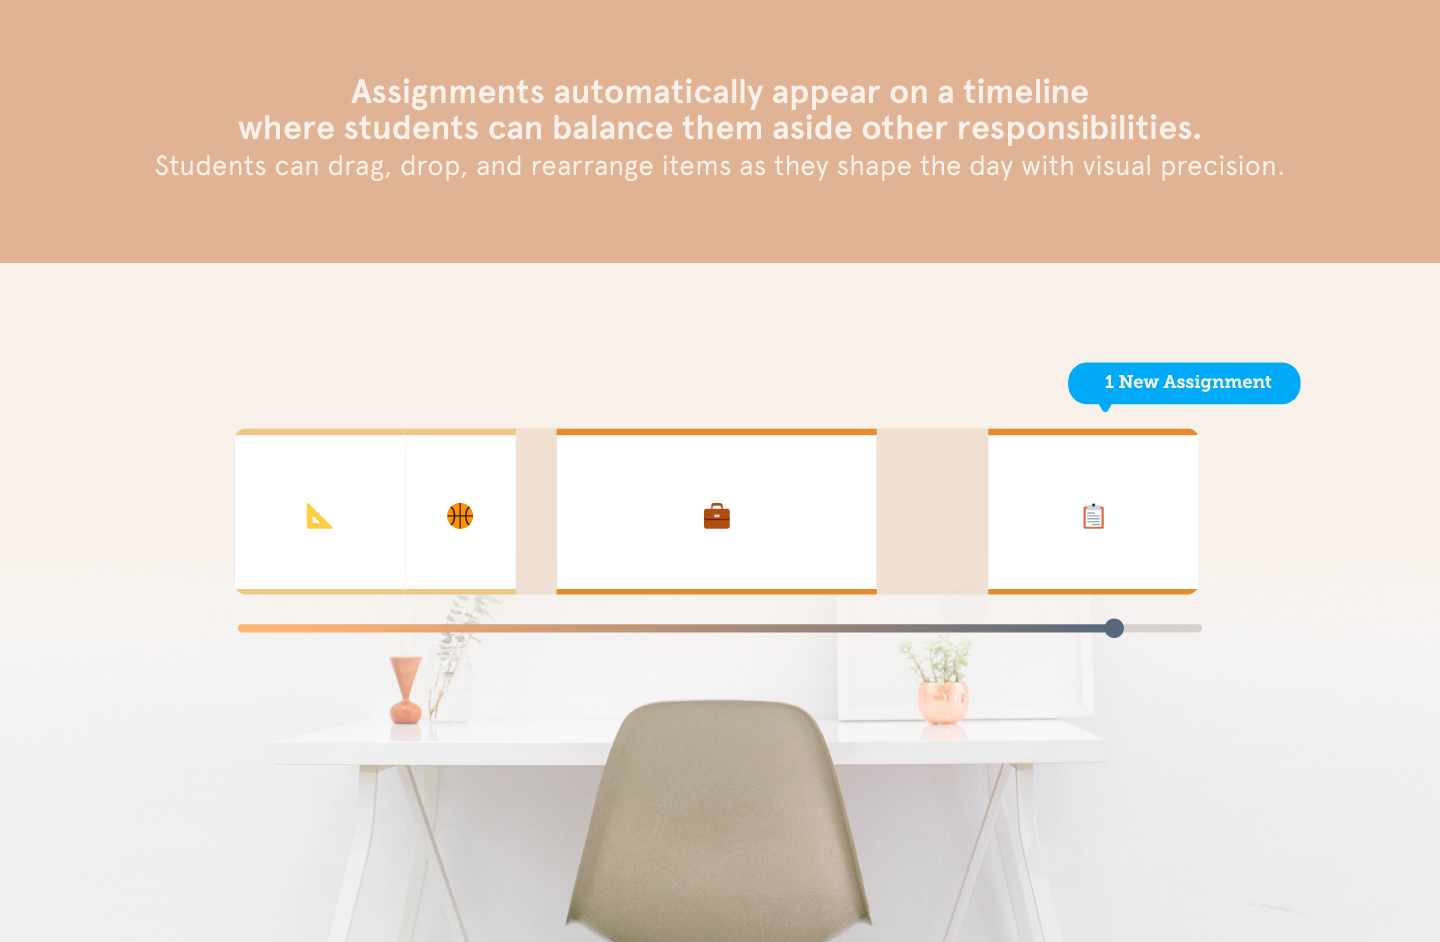 Assignments automatically appear on a timeline
where students can balance them aside other responsibilities.
Students can drag, drop, and rearrange items as they shape the day with visual precision.
1 New Assignment